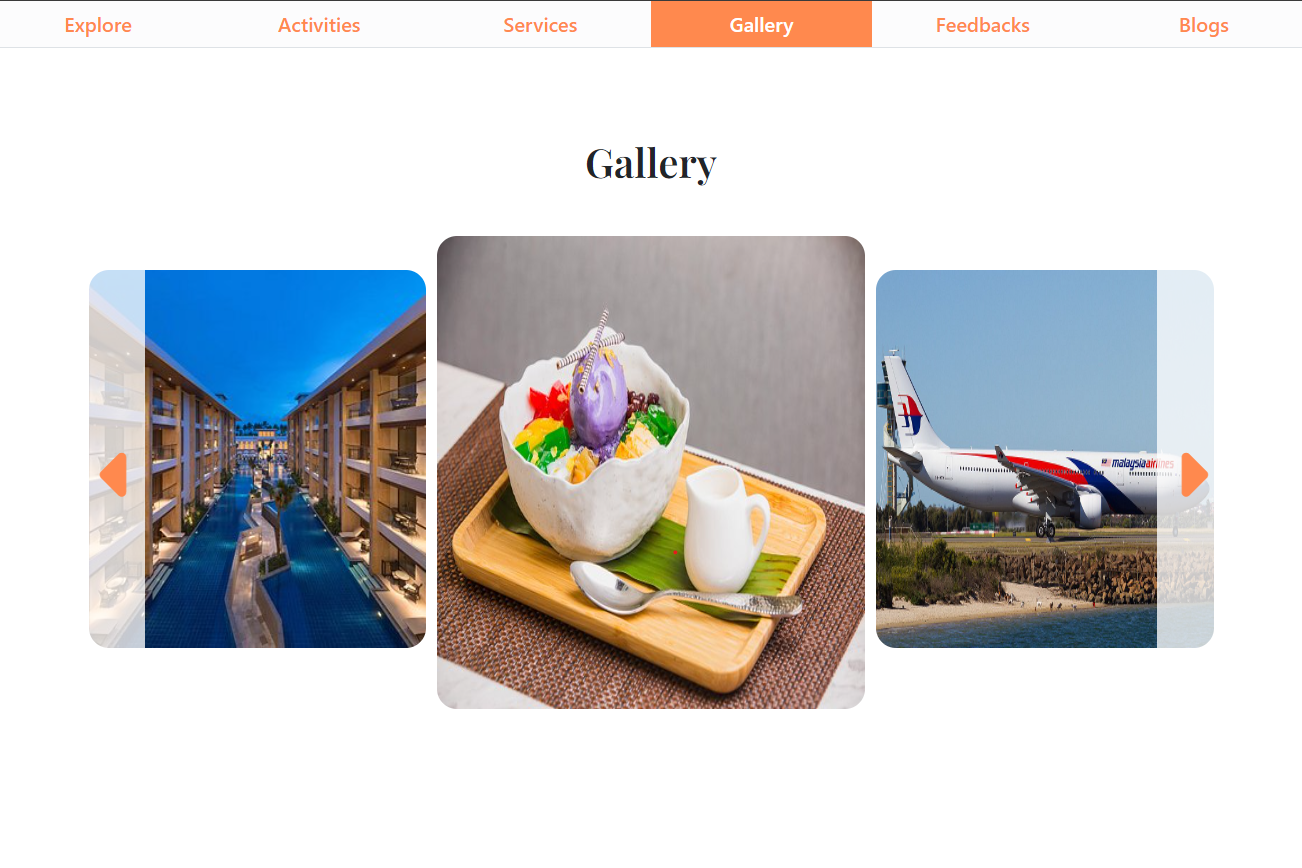 Explore
Activities
Services
Gallery
Feedbacks
Blogs
Gallery
malaysia airlines